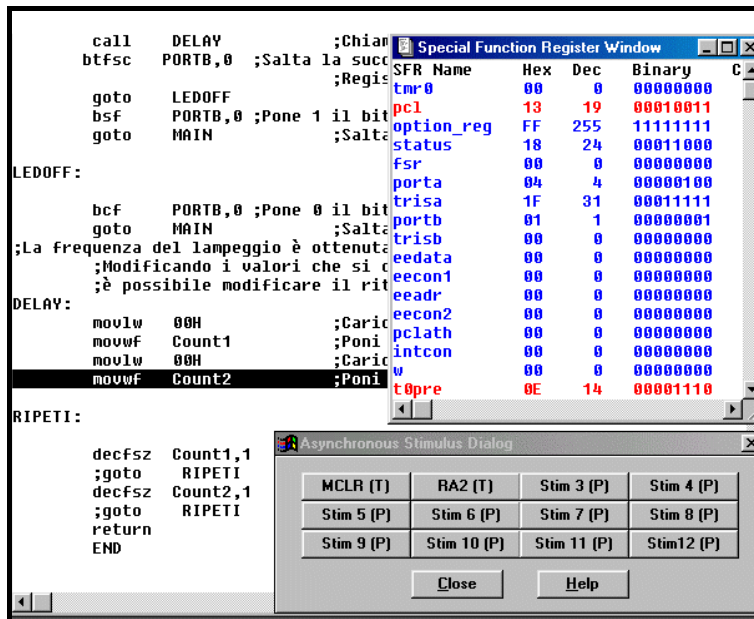 call DELAY ;Chiam
btfsc PORTB,0 ;Salta la succ
;Regis
goto LEDOFF
bsf PORTB,0 ;Pone 1 il bit
goto MAIN ;Salta
LEDOFF:
bcf PORTB,0 ;Pone 0 il bit
goto MAIN ;Salta
;La frequenza del lampeggio è ottenuta
;Modificando i valori che si
;è possibile modificare il rit
DELAY:
movlw 00H ;Caric
movwf Count1 ;Poni
movlw 00H ;Caric
movwf Count2 ;Poni
RIPETI:
decfsz Count1,1
;goto RIPETI
decfsz Count2,1
;goto RIPETI
return
END
Special Function Register Window
SFR Name Hex Dec Binary C
tmr0 00 0 00000000
pcl 13 19 00010011
option_reg FF 255 11111111
status 18 24 00011000
fsr 00 0 00000000
porta 04 4 00000100
trisa 1F 31 00011111
portb 01 1 00000001
trisb 00 0 00000000
eedata 00 0 00000000
eecon1 00 0 00000000
eeadr 00 0 00000000
eecon2 00 0 00000000
pclath 00 0 00000000
intcon 00 0 00000000
w 00 0 00000000
t0pre 0E 14 00001110
Asynchronous Stimulus Dialog
MCLR (T) RA2 (T) Stim 3 (P) Stim 4 (P)
Stim 5 (P) Stim 6 (P) Stim 7 (P) Stim 8 (P)
Stim 9 (P) Stim 10 (P) Stim 11 (P) Stim12 (P)
Close Help